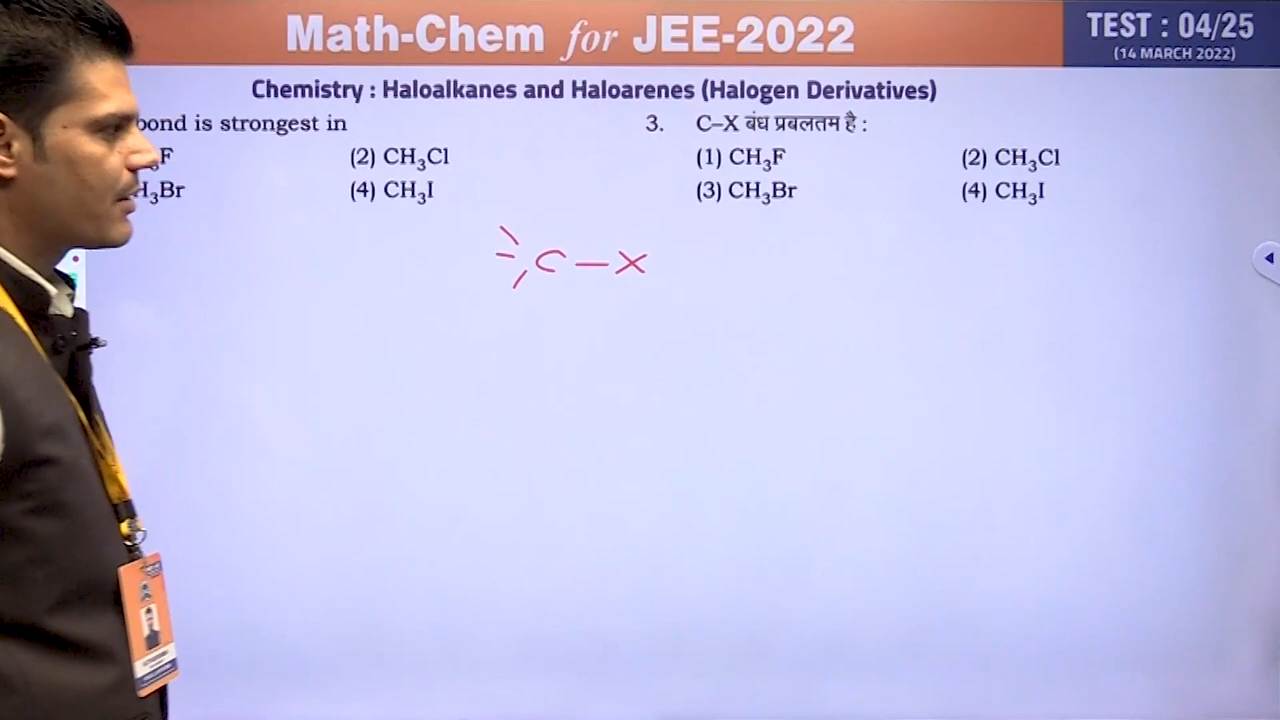 Math-Chem for JEE-2022
TEST : 04/25
(14 MARCH 2022)
Chemistry : Haloalkanes and Haloarenes (Halogen Derivatives)
bond is strongest in
F
(2) CH₃Cl
H₃Br
(4) CH₃I
3. C–X बंध प्रबलतम है :
(1) CH₃F (2) CH₃Cl
(3) CH₃Br (4) CH₃I
C – X